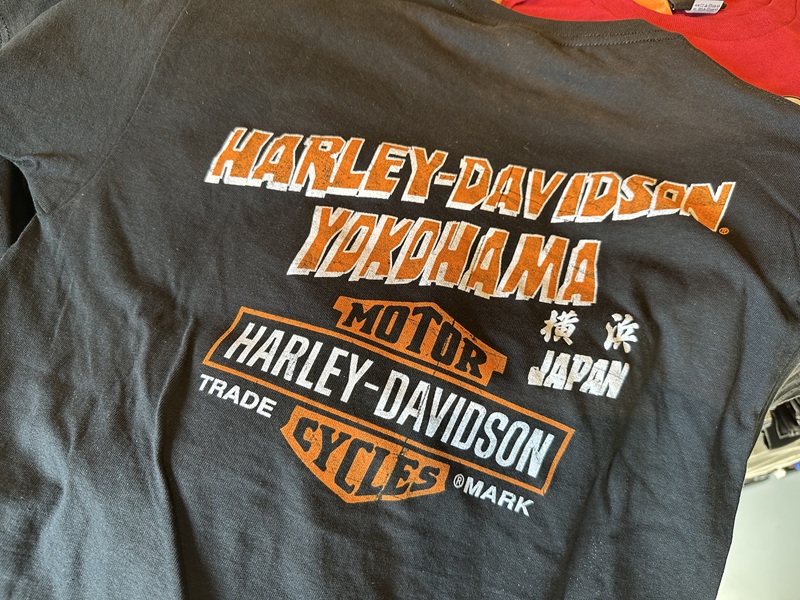 HARLEY-DAVIDSON®
YOKOHAMA
横浜
JAPAN
MOTOR
HARLEY-DAVIDSON
CYCLES
TRADE
®MARK